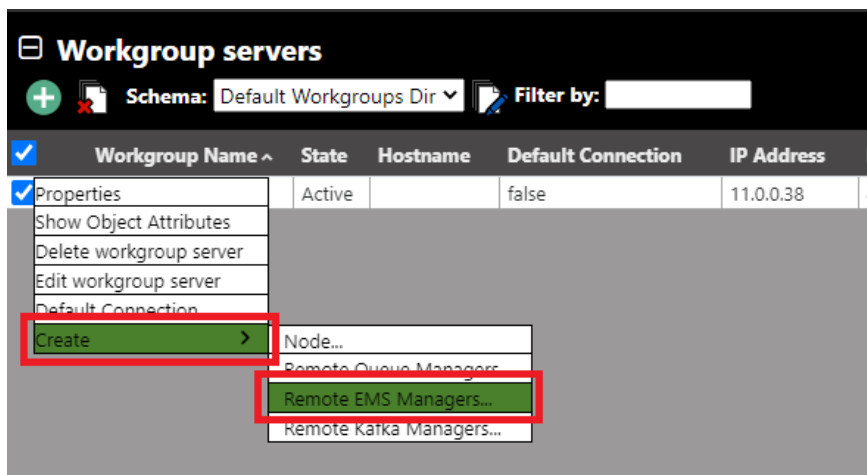 Workgroup servers
Schema: Default Workgroups Dir Filter by:
Workgroup Name State Hostname Default Connection IP Address
Properties Active false 11.0.0.38
Show Object Attributes
Delete workgroup server
Edit workgroup server
Default Connection
Create Node...
Remote Queue Managers...
Remote EMS Managers...
Remote Kafka Managers...